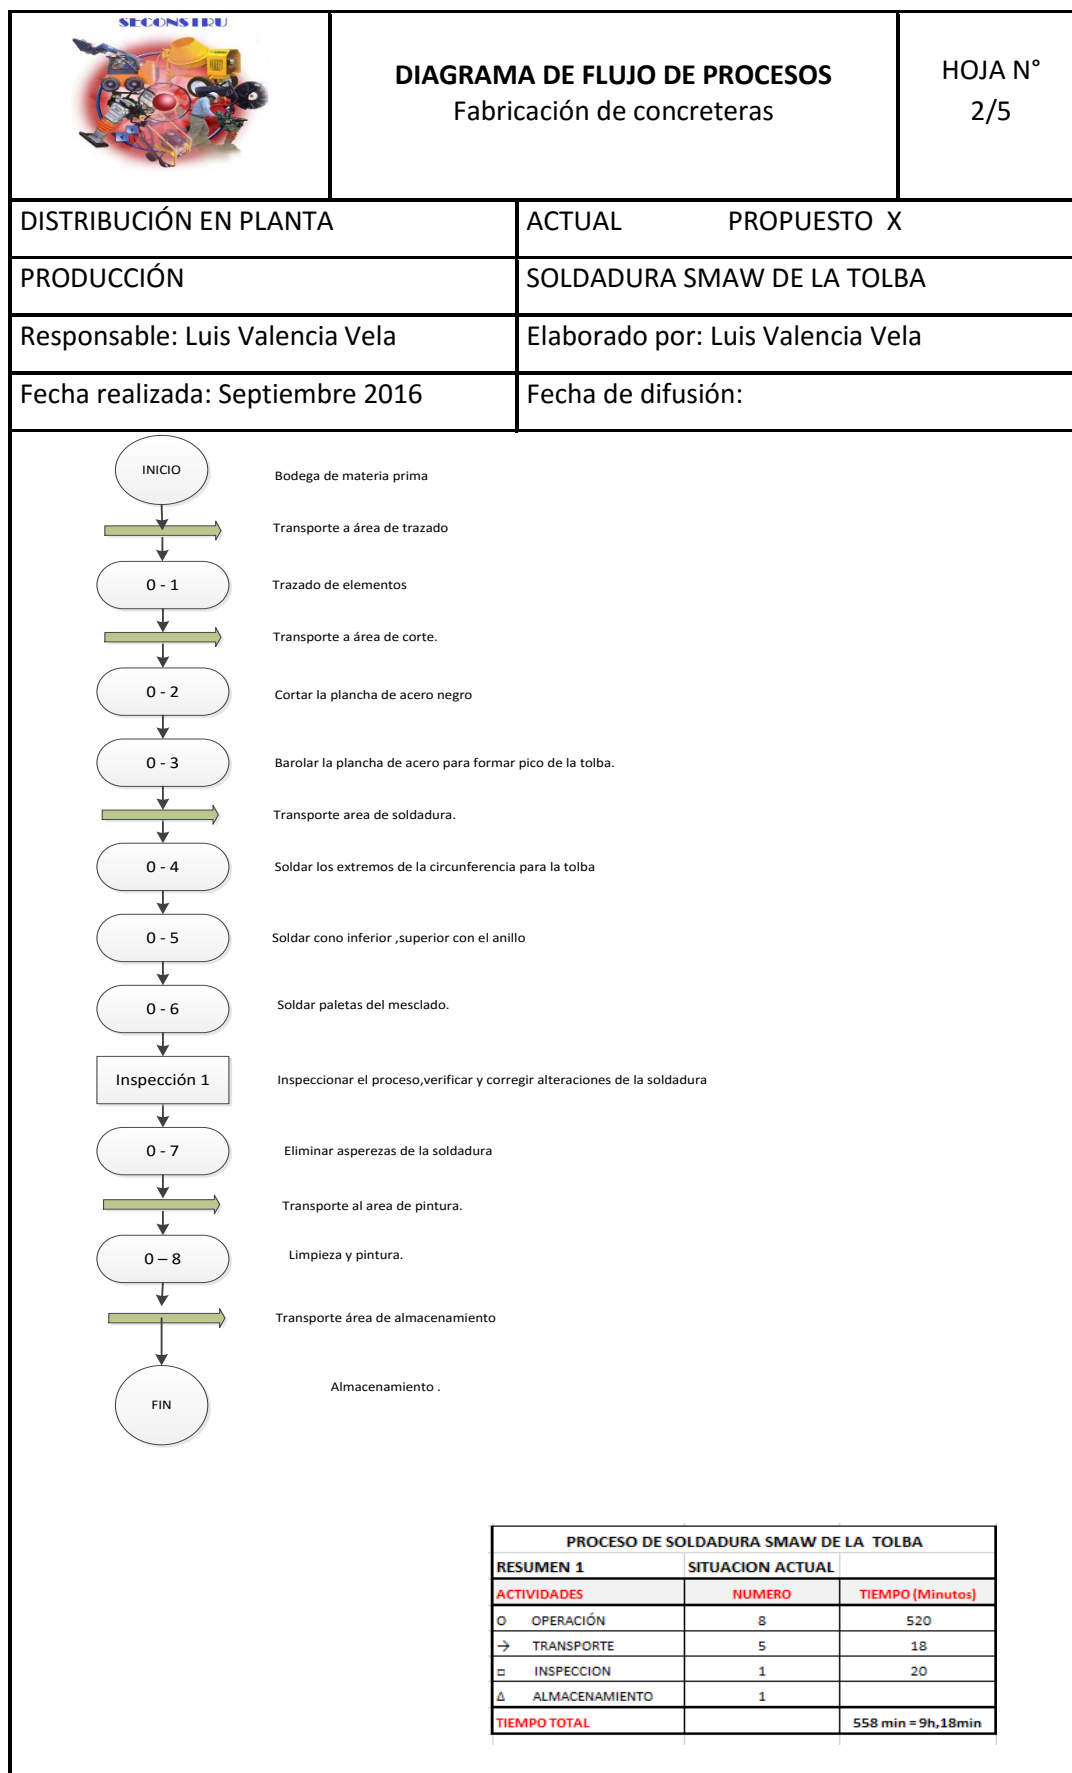 SECONSTRU
DIAGRAMA DE FLUJO DE PROCESOS
Fabricación de concreteras
HOJA N°
2/5
DISTRIBUCIÓN EN PLANTA
ACTUAL PROPUESTO X
PRODUCCIÓN
SOLDADURA SMAW DE LA TOLBA
Responsable: Luis Valencia Vela
Elaborado por: Luis Valencia Vela
Fecha realizada: Septiembre 2016
Fecha de difusión:
INICIO
Bodega de materia prima
Transporte a área de trazado
0 - 1
Trazado de elementos
Transporte a área de corte.
0 - 2
Cortar la plancha de acero negro
0 - 3
Barolar la plancha de acero para formar pico de la tolba.
Transporte area de soldadura.
0 - 4
Soldar los extremos de la circunferencia para la tolba
0 - 5
Soldar cono inferior ,superior con el anillo
0 - 6
Soldar paletas del mesclado.
Inspección 1
Inspeccionar el proceso,verificar y corregir alteraciones de la soldadura
0 - 7
Eliminar asperezas de la soldadura
Transporte al area de pintura.
0 – 8
Limpieza y pintura.
Transporte área de almacenamiento
Almacenamiento .
FIN
PROCESO DE SOLDADURA SMAW DE LA TOLBA
RESUMEN 1 SITUACION ACTUAL
ACTIVIDADES NUMERO TIEMPO (Minutos)
O OPERACIÓN 8 520
→ TRANSPORTE 5 18
□ INSPECCION 1 20
Δ ALMACENAMIENTO 1
TIEMPO TOTAL 558 min = 9h,18min